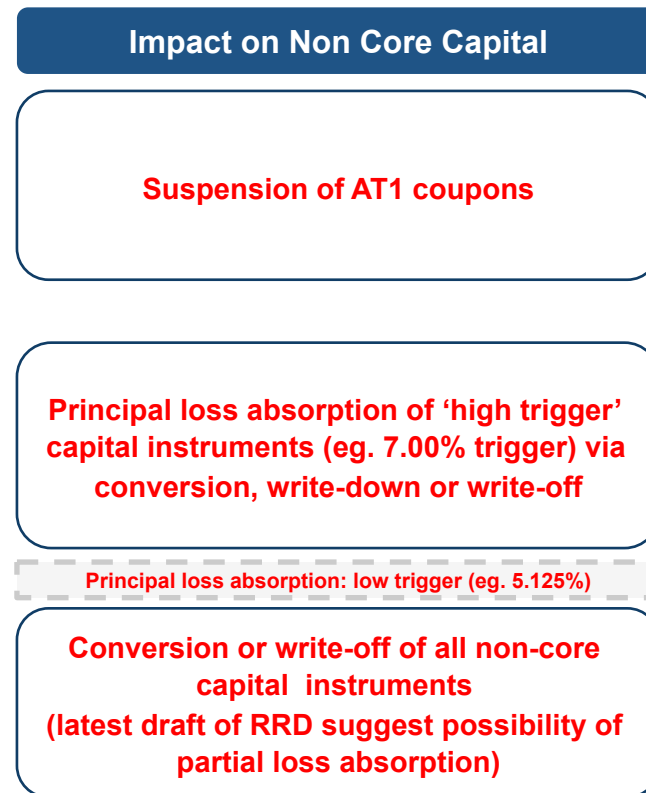 Impact on Non Core Capital
Suspension of AT1 coupons
Principal loss absorption of ‘high trigger’
capital instruments (eg. 7.00% trigger) via
conversion, write-down or write-off
Principal loss absorption: low trigger (eg. 5.125%)
Conversion or write-off of all non-core
capital instruments
(latest draft of RRD suggest possibility of
partial loss absorption)